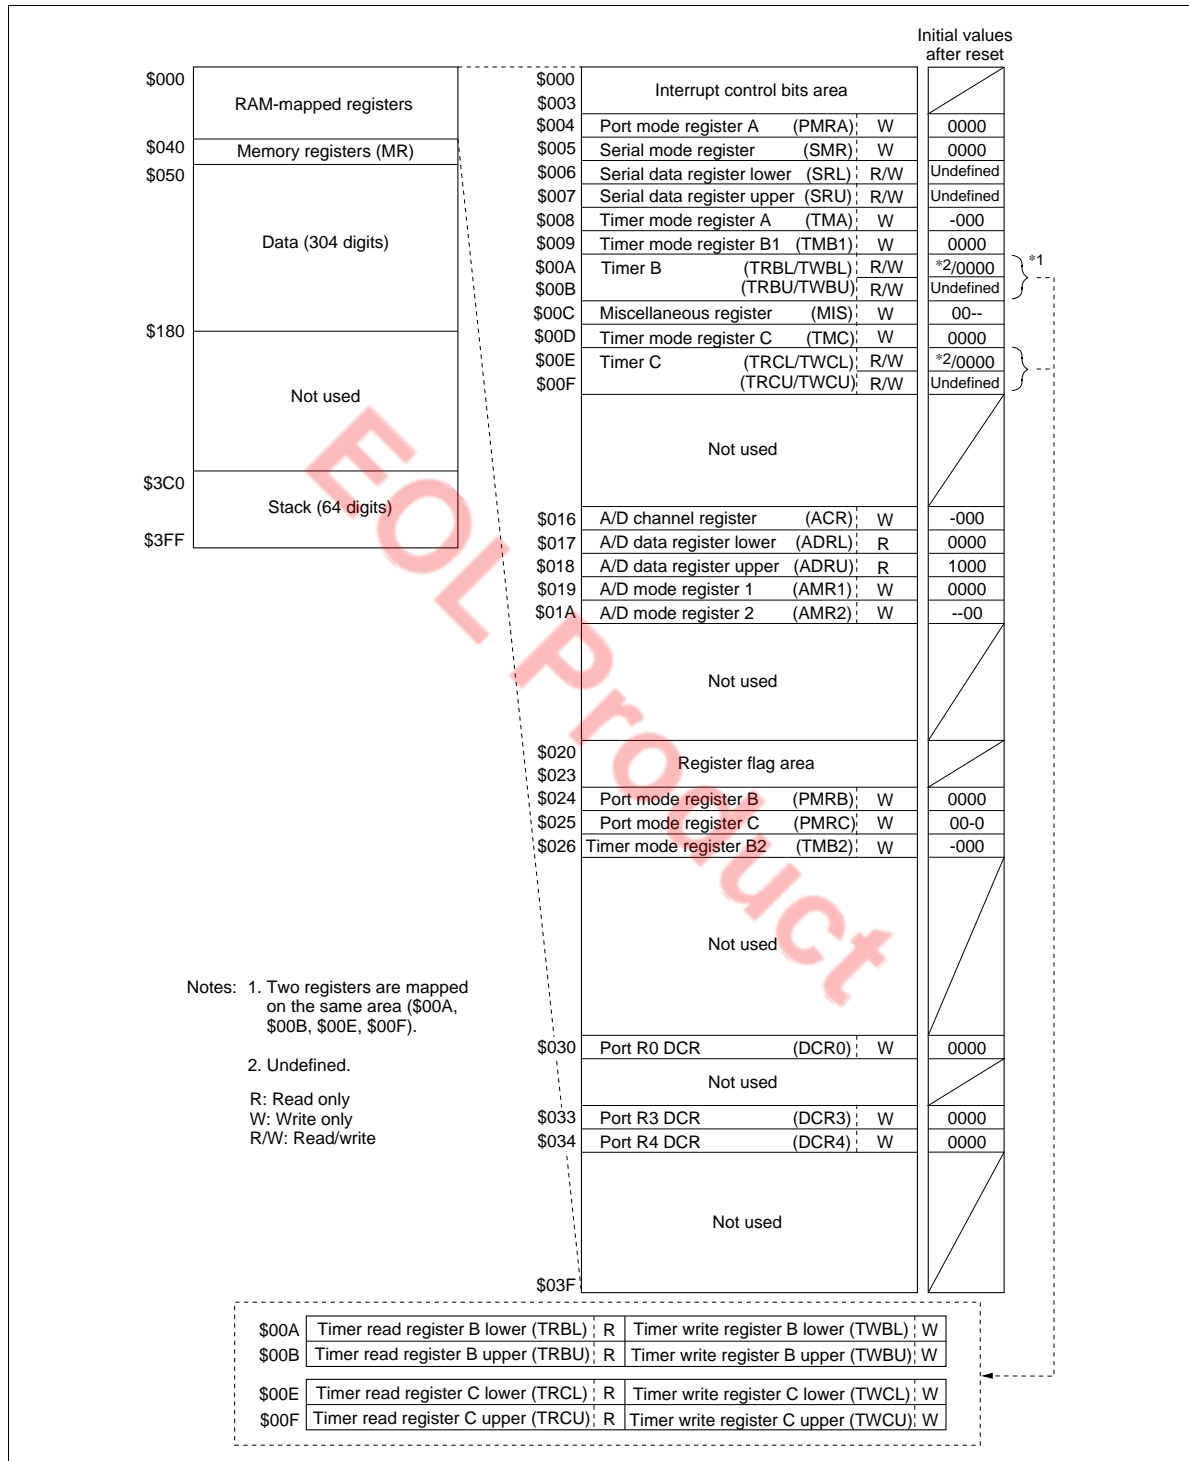 Initial values
after reset
$000
RAM-mapped registers
$040
Memory registers (MR)
$050
Data (304 digits)
$180
Not used
$3C0
Stack (64 digits)
$3FF
$000
Interrupt control bits area
$003
$004 Port mode register A (PMRA) W 0000
$005 Serial mode register (SMR) W 0000
$006 Serial data register lower (SRL) R/W Undefined
$007 Serial data register upper (SRU) R/W Undefined
$008 Timer mode register A (TMA) W -000
$009 Timer mode register B1 (TMB1) W 0000
$00A Timer B (TRBL/TWBL) R/W *2/0000 *1
$00B (TRBU/TWBU) R/W Undefined
$00C Miscellaneous register (MIS) W 00--
$00D Timer mode register C (TMC) W 0000
$00E Timer C (TRCL/TWCL) R/W *2/0000
$00F (TRCU/TWCU) R/W Undefined
Not used
$016 A/D channel register (ACR) W -000
$017 A/D data register lower (ADRL) R 0000
$018 A/D data register upper (ADRU) R 1000
$019 A/D mode register 1 (AMR1) W 0000
$01A A/D mode register 2 (AMR2) W --00
Not used
$020
Register flag area
$023
$024 Port mode register B (PMRB) W 0000
$025 Port mode register C (PMRC) W 00-0
$026 Timer mode register B2 (TMB2) W -000
Not used
$030 Port R0 DCR (DCR0) W 0000
Not used
$033 Port R3 DCR (DCR3) W 0000
$034 Port R4 DCR (DCR4) W 0000
Not used
$03F
Notes: 1. Two registers are mapped
on the same area ($00A,
$00B, $00E, $00F).
2. Undefined.
R: Read only
W: Write only
R/W: Read/write
$00A Timer read register B lower (TRBL) R Timer write register B lower (TWBL) W
$00B Timer read register B upper (TRBU) R Timer write register B upper (TWBU) W
$00E Timer read register C lower (TRCL) R Timer write register C lower (TWCL) W
$00F Timer read register C upper (TRCU) R Timer write register C upper (TWCU) W
EOL Product